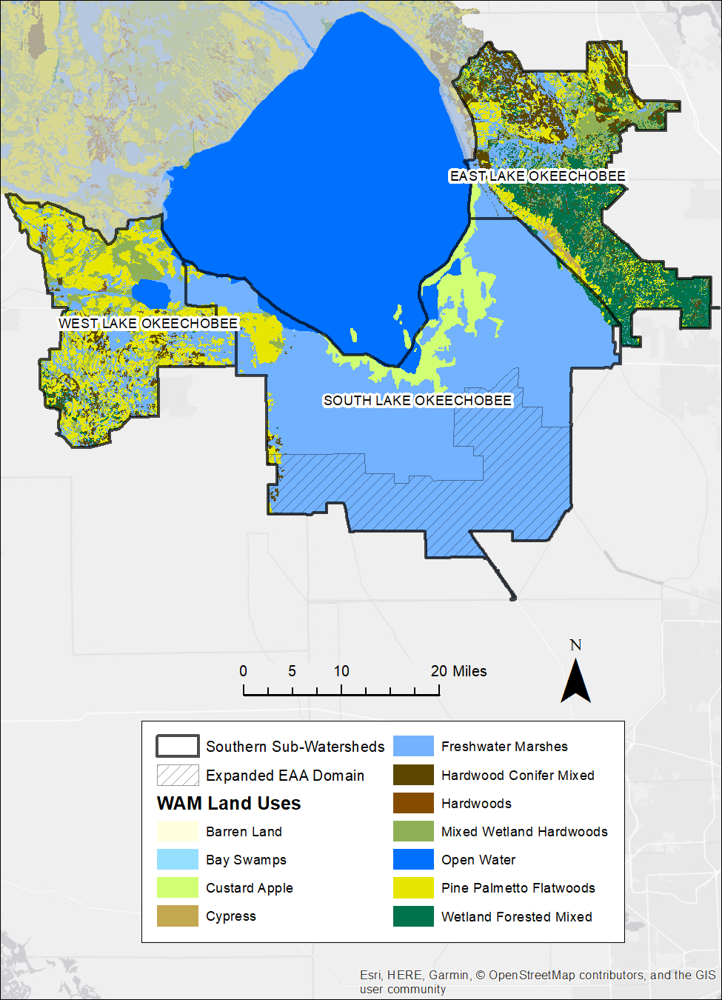 EAST LAKE OKEECHOBEE
WEST LAKE OKEECHOBEE
SOUTH LAKE OKEECHOBEE
N
0 5 10 20 Miles
Southern Sub-Watersheds
Expanded EAA Domain
WAM Land Uses
Barren Land
Bay Swamps
Custard Apple
Cypress
Freshwater Marshes
Hardwood Conifer Mixed
Hardwoods
Mixed Wetland Hardwoods
Open Water
Pine Palmetto Flatwoods
Wetland Forested Mixed
Esri, HERE, Garmin, © OpenStreetMap contributors, and the GIS
user community